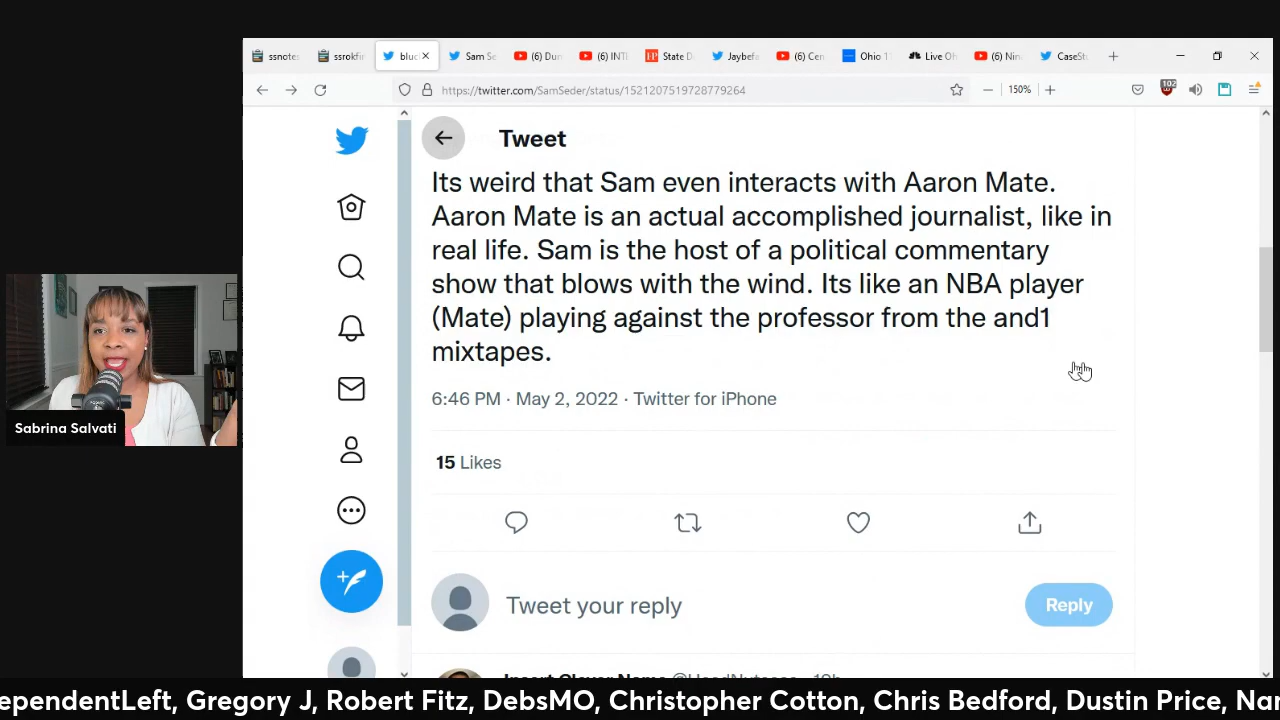 ssnotes
ssrokfir
bluc
Sam Se
(6) Dun
(6) INTE
State D
Jaybefa
(6) Cen
Ohio 1
Live Oh
(6) Nin
CaseSt
https://twitter.com/SamSeder/status/1521207519728779264
150%
102
Tweet
Its weird that Sam even interacts with Aaron Mate.
Aaron Mate is an actual accomplished journalist, like in
real life. Sam is the host of a political commentary
show that blows with the wind. Its like an NBA player
(Mate) playing against the professor from the and1
mixtapes.
6:46 PM · May 2, 2022 · Twitter for iPhone
15 Likes
Tweet your reply
Reply
Sabrina Salvati
ependentLeft, Gregory J, Robert Fitz, DebsMO, Christopher Cotton, Chris Bedford, Dustin Price, Nar